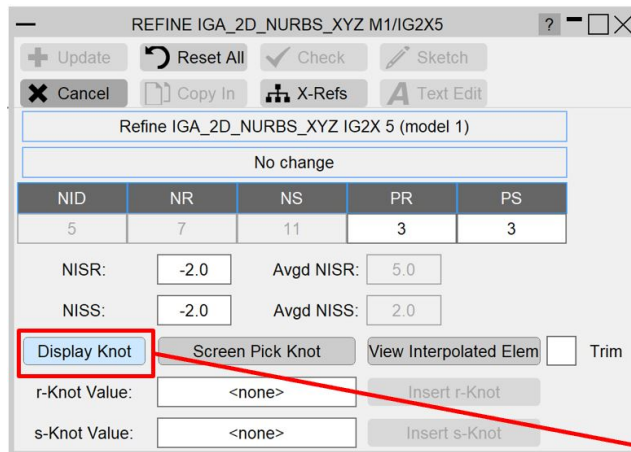 REFINE IGA_2D_NURBS_XYZ M1/IG2X5 ?
Update Reset All Check Sketch
Cancel Copy In X-Refs Text Edit
Refine IGA_2D_NURBS_XYZ IG2X 5 (model 1)
No change
NID NR NS PR PS
5 7 11 3 3
NISR: -2.0 Avgd NISR: 5.0
NISS: -2.0 Avgd NISS: 2.0
Display Knot Screen Pick Knot View Interpolated Elem Trim
r-Knot Value: <none> Insert r-Knot
s-Knot Value: <none> Insert s-Knot